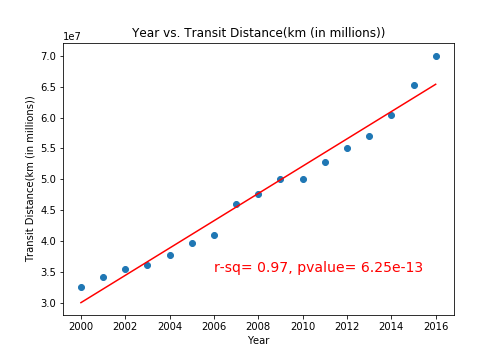 Year vs. Transit Distance(km (in millions))
1e7
7.0
6.5
6.0
5.5
5.0
4.5
4.0
3.5
3.0
Transit Distance(km (in millions))
r-sq= 0.97, pvalue= 6.25e-13
2000 2002 2004 2006 2008 2010 2012 2014 2016
Year